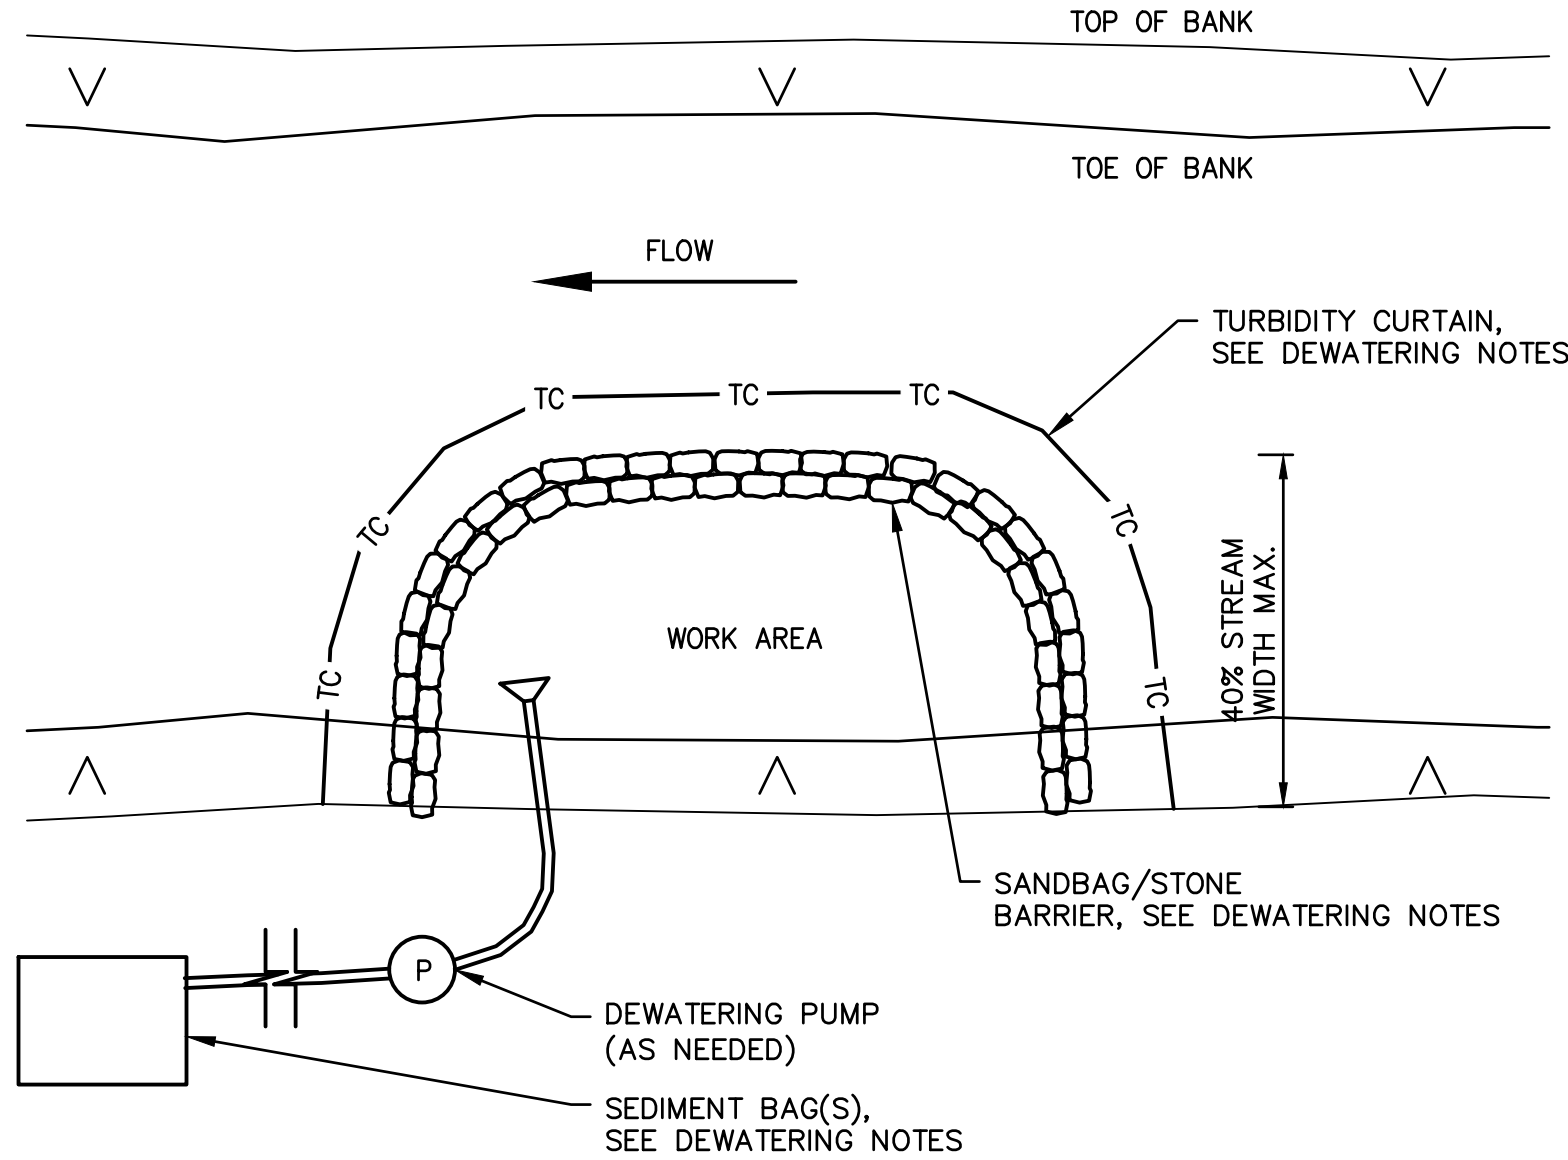 TOP OF BANK
TOE OF BANK
FLOW
TURBIDITY CURTAIN,
SEE DEWATERING NOTES
TC
TC
TC
TC
TC
TC
TC
40% STREAM
WIDTH MAX.
WORK AREA
SANDBAG/STONE
BARRIER, SEE DEWATERING NOTES
P
DEWATERING PUMP
(AS NEEDED)
SEDIMENT BAG(S),
SEE DEWATERING NOTES